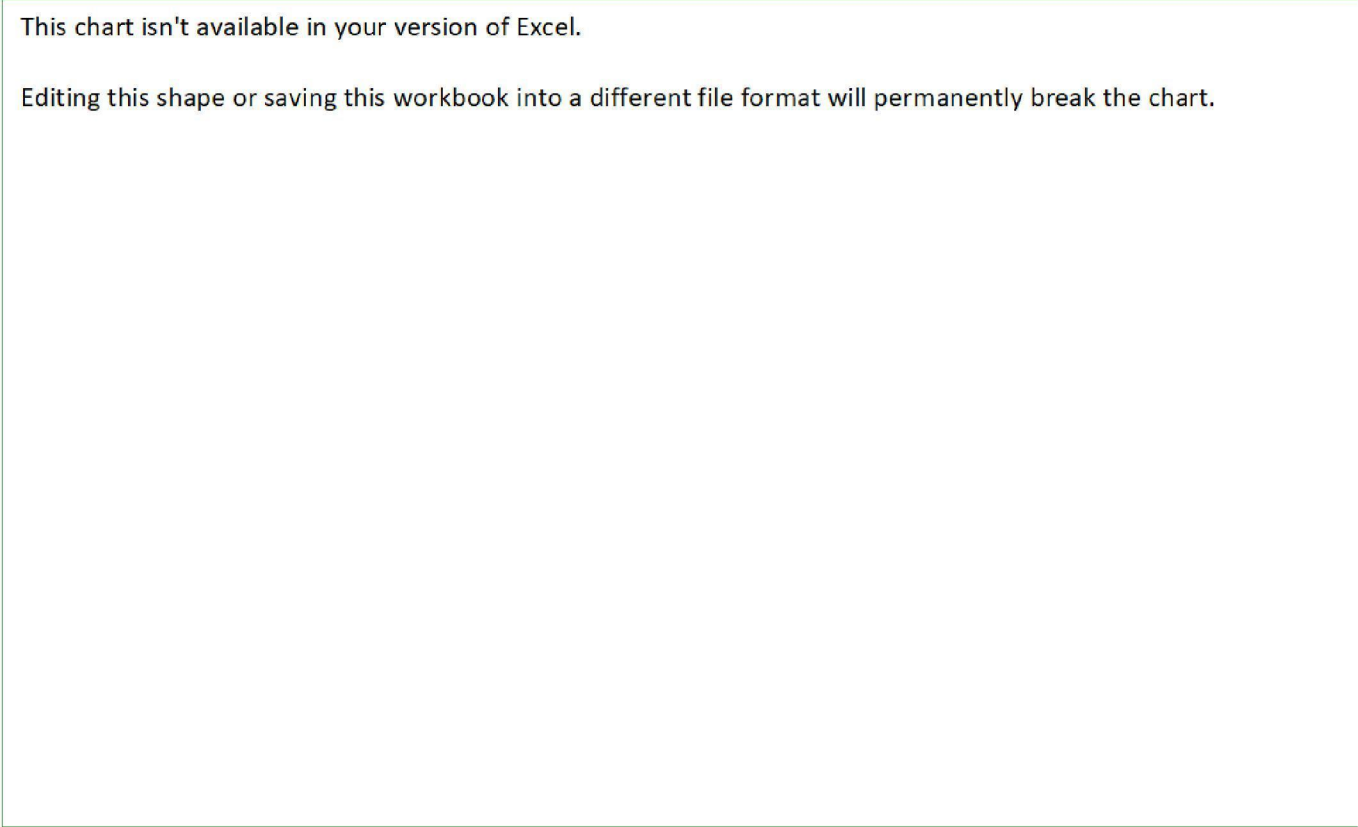 This chart isn't available in your version of Excel.
Editing this shape or saving this workbook into a different file format will permanently break the chart.